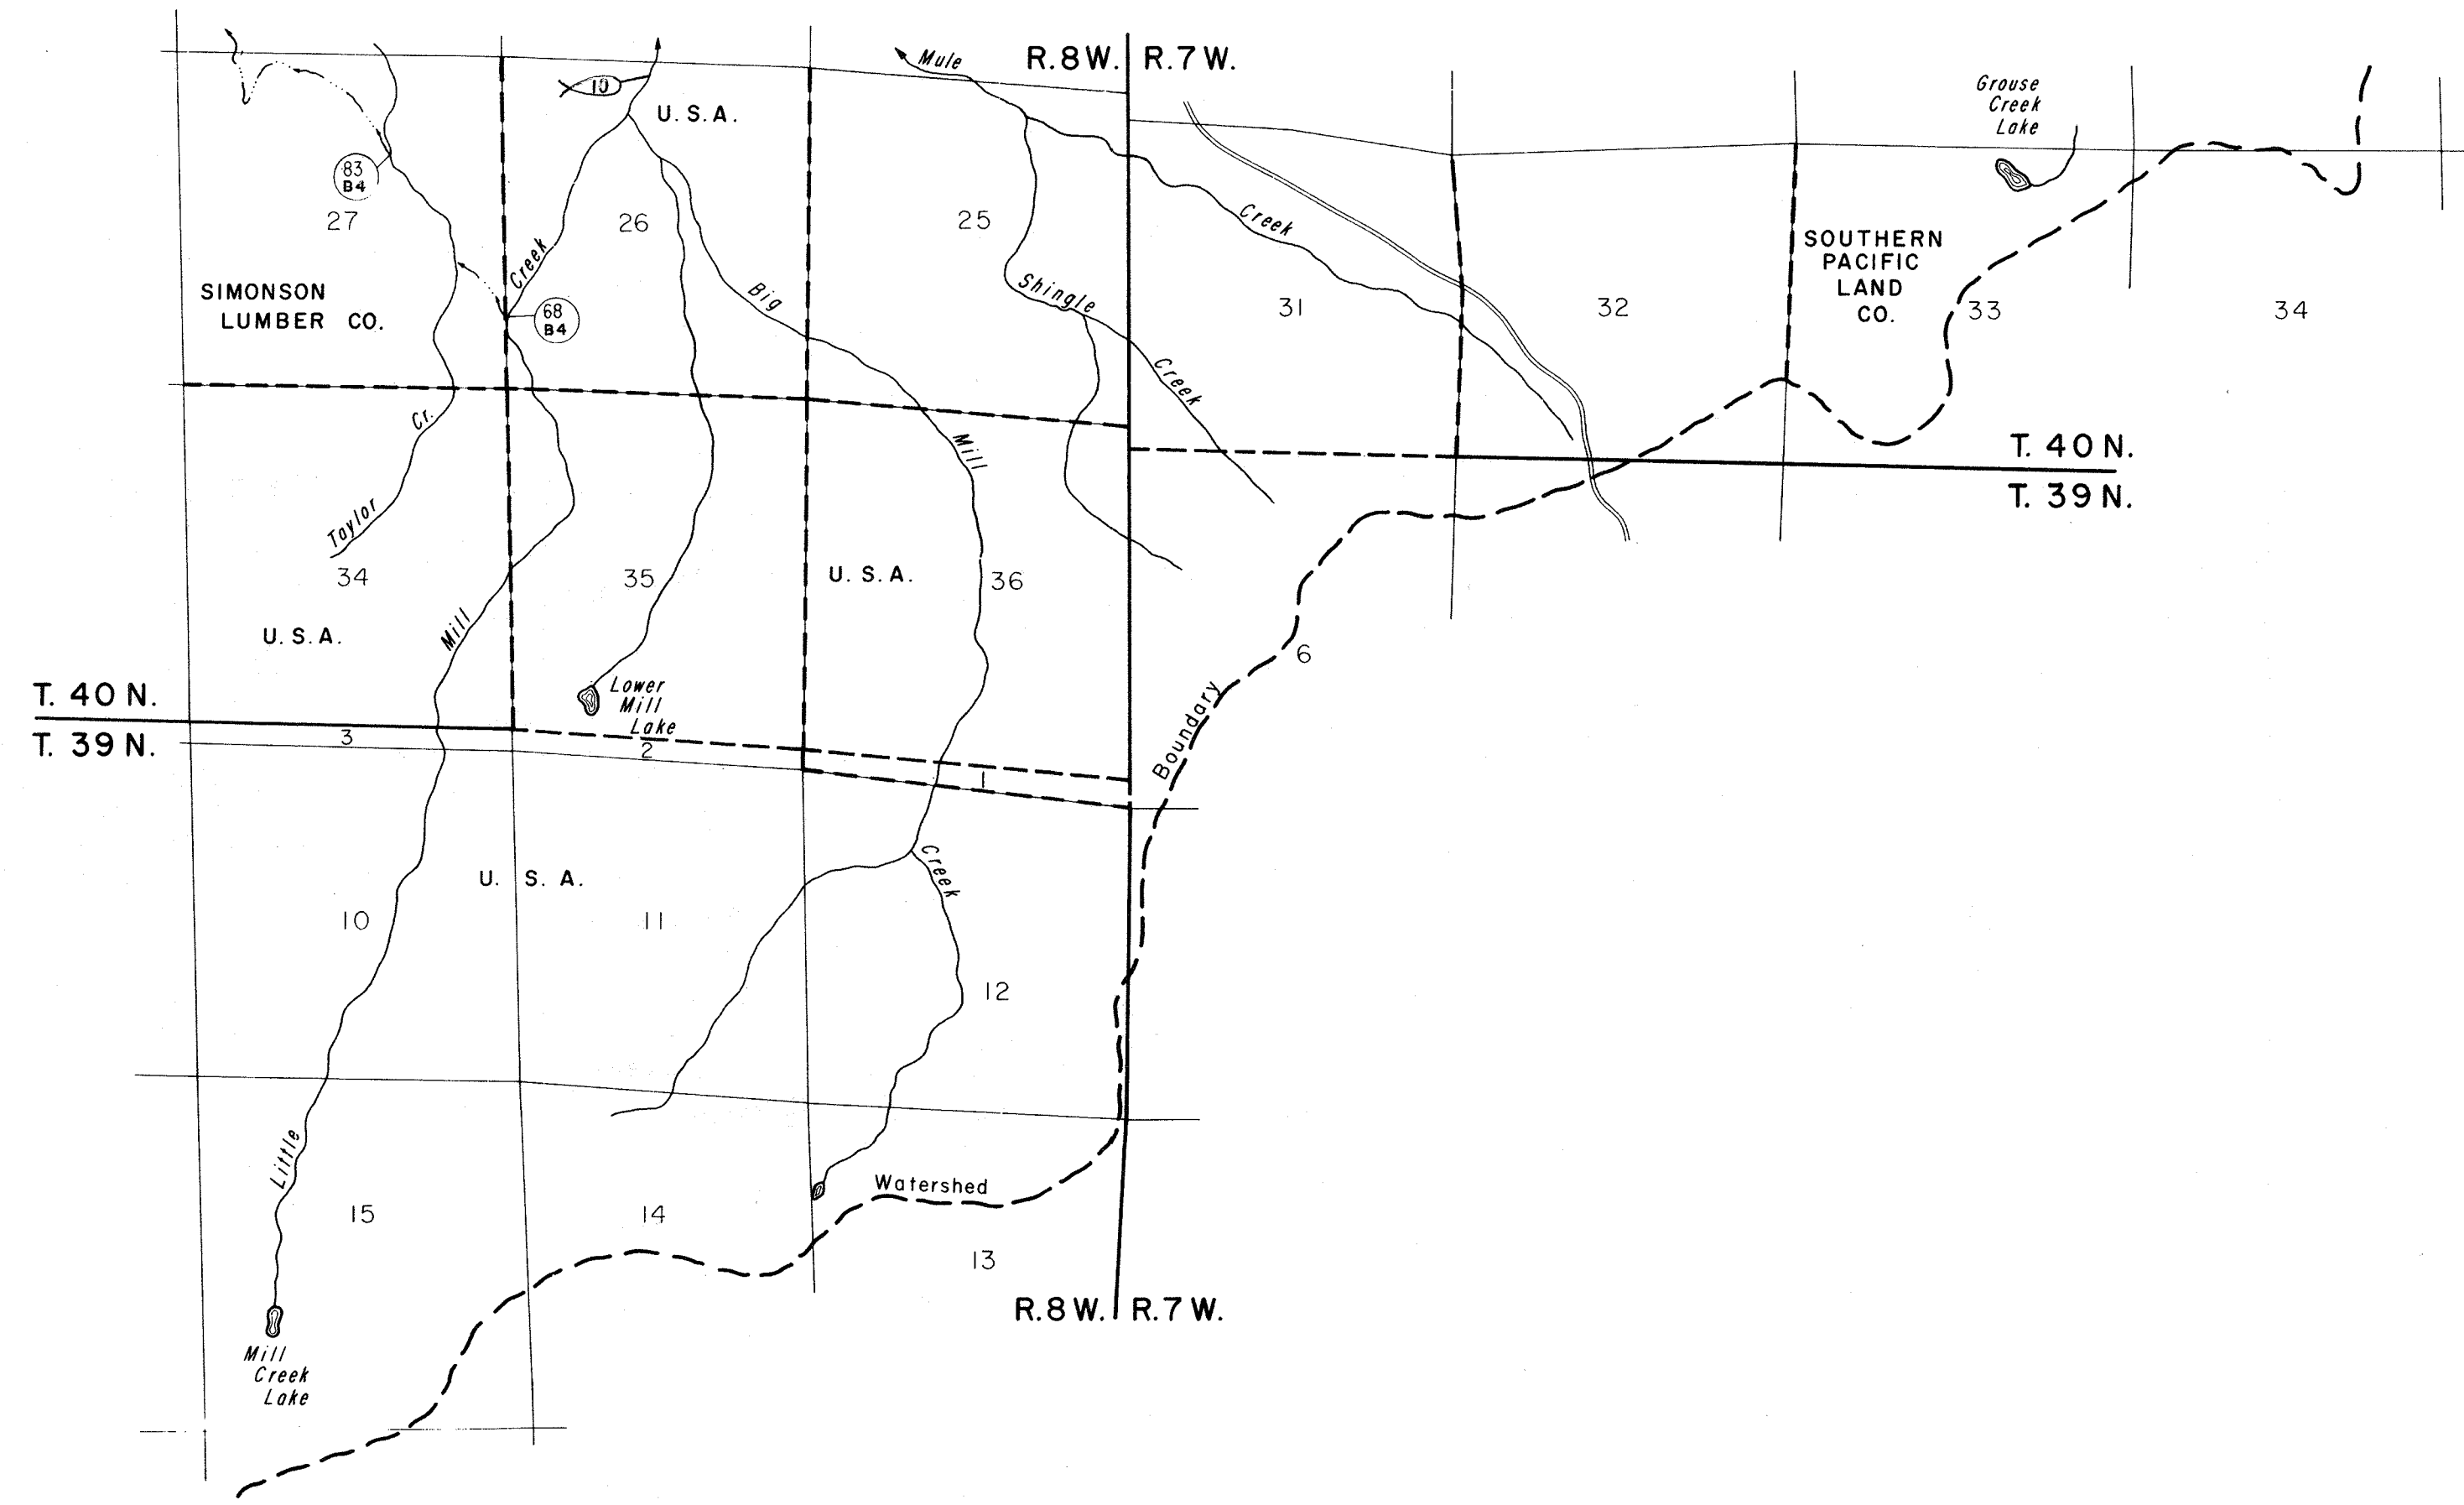 R.8W. R.7W.
Mule
Grouse
Creek
Lake
10
U.S.A.
83
B4
27
26
25
Creek
Creek
SOUTHERN
PACIFIC
LAND
CO.
SIMONSON
LUMBER CO.
68
B4
Big
Shingle
Creek
31
32
33
34
Taylor Cr.
Mill
T. 40 N.
T. 39 N.
34
35
U.S.A.
36
U.S.A.
Mill
6
Lower
Mill
Lake
T. 40 N.
T. 39 N.
3
2
1
Boundary
Creek
U. S. A.
10
11
12
Little
Watershed
15
14
13
R.8W. R.7W.
Mill
Creek
Lake